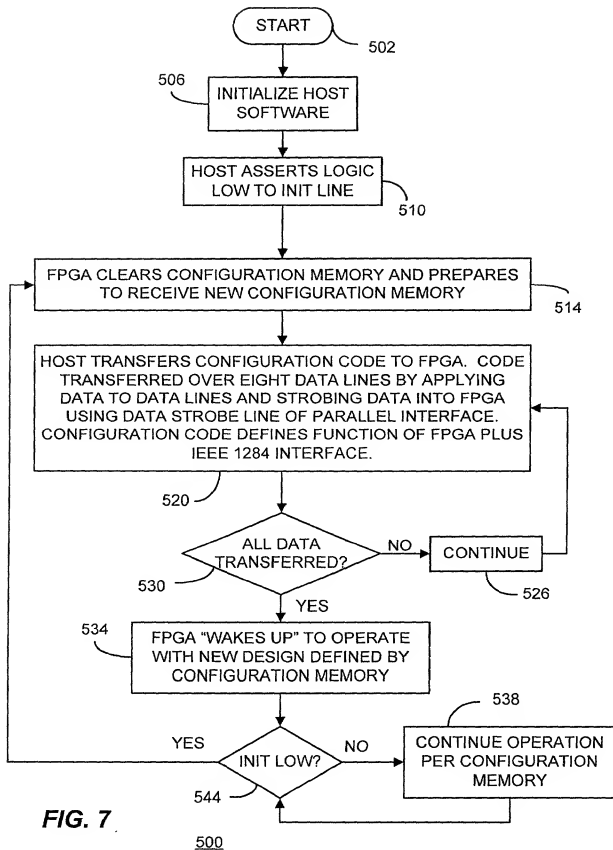 START
502
506
INITIALIZE HOST
SOFTWARE
HOST ASSERTS LOGIC
LOW TO INIT LINE
510
FPGA CLEARS CONFIGURATION MEMORY AND PREPARES
TO RECEIVE NEW CONFIGURATION MEMORY
514
HOST TRANSFERS CONFIGURATION CODE TO FPGA. CODE
TRANSFERRED OVER EIGHT DATA LINES BY APPLYING
DATA TO DATA LINES AND STROBING DATA INTO FPGA
USING DATA STROBE LINE OF PARALLEL INTERFACE.
CONFIGURATION CODE DEFINES FUNCTION OF FPGA PLUS
IEEE 1284 INTERFACE.
520
ALL DATA
TRANSFERRED?
530
NO
CONTINUE
526
YES
534
FPGA “WAKES UP” TO OPERATE
WITH NEW DESIGN DEFINED BY
CONFIGURATION MEMORY
538
YES
INIT LOW?
NO
544
CONTINUE OPERATION
PER CONFIGURATION
MEMORY
FIG. 7
500